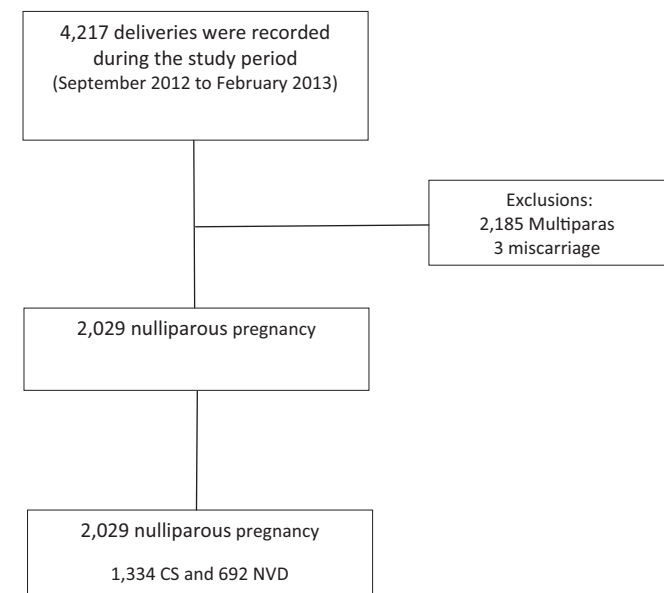 4,217 deliveries were recorded
during the study period
(September 2012 to February 2013)
Exclusions:
2,185 Multiparas
3 miscarriage
2,029 nulliparous pregnancy
2,029 nulliparous pregnancy
1,334 CS and 692 NVD